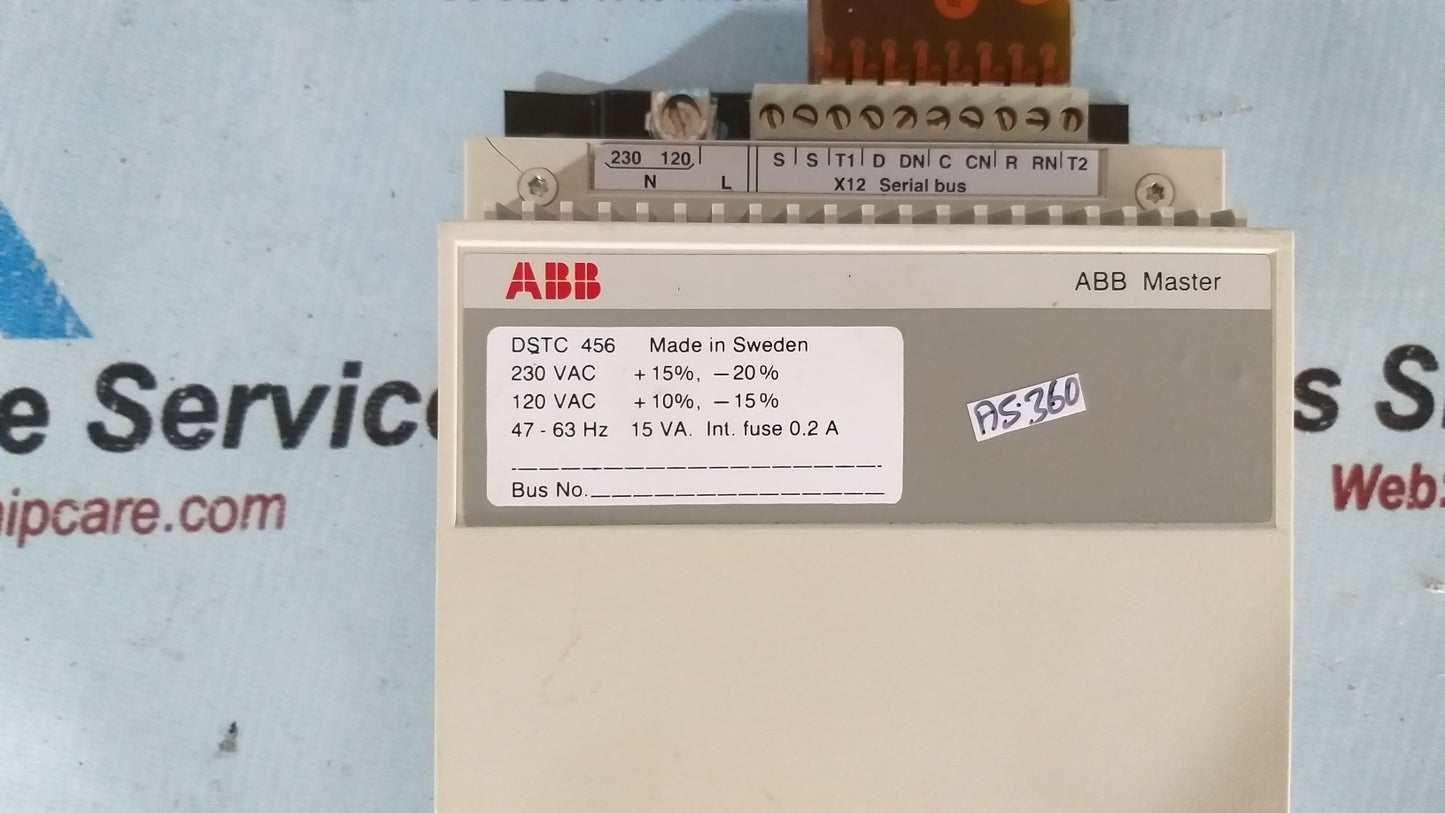 230 120
N L
S S T1 D DN C CN R RN T2
X12 Serial bus
ABB
ABB Master
DSTC 456 Made in Sweden
230 VAC +15%, −20%
120 VAC +10%, −15%
47 - 63 Hz 15 VA. Int. fuse 0.2 A
Bus No.
AS:360
e Servic
s S
ipcare.com
Web: